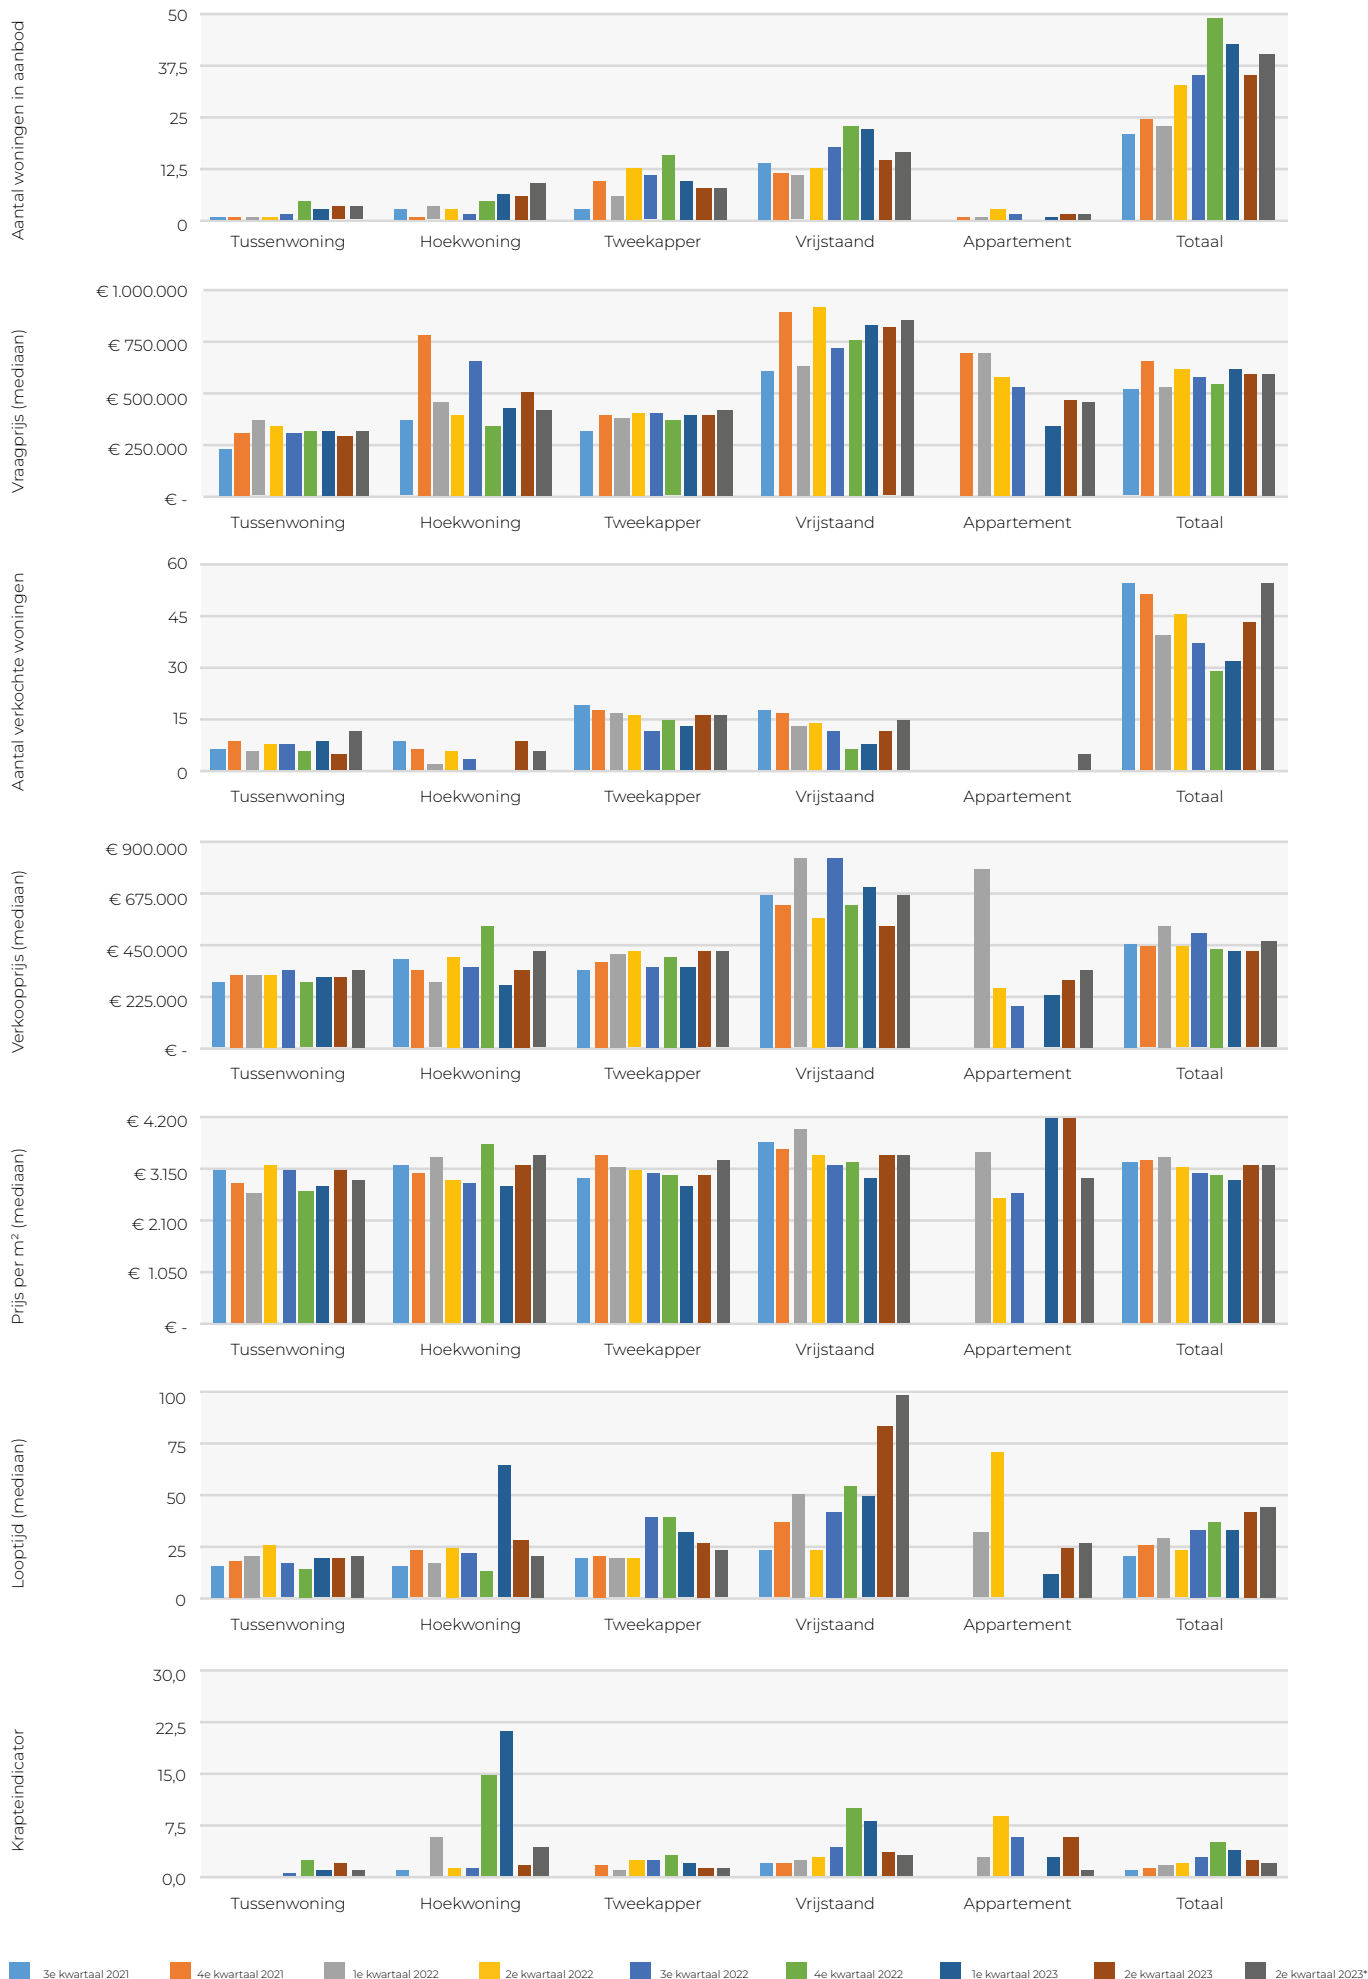 Aantal woningen in aanbod
50
37,5
25
12,5
0
Tussenwoning Hoekwoning Tweekapper Vrijstaand Appartement Totaal
Vraagprijs (mediaan)
€ 1.000.000
€ 750.000
€ 500.000
€ 250.000
€ -
Tussenwoning Hoekwoning Tweekapper Vrijstaand Appartement Totaal
Aantal verkochte woningen
60
45
30
15
0
Tussenwoning Hoekwoning Tweekapper Vrijstaand Appartement Totaal
Verkoopprijs (mediaan)
€ 900.000
€ 675.000
€ 450.000
€ 225.000
€ -
Tussenwoning Hoekwoning Tweekapper Vrijstaand Appartement Totaal
Prijs per m² (mediaan)
€ 4.200
€ 3.150
€ 2.100
€ 1.050
€ -
Tussenwoning Hoekwoning Tweekapper Vrijstaand Appartement Totaal
Looptijd (mediaan)
100
75
50
25
0
Tussenwoning Hoekwoning Tweekapper Vrijstaand Appartement Totaal
Krapteindicator
30,0
22,5
15,0
7,5
0,0
Tussenwoning Hoekwoning Tweekapper Vrijstaand Appartement Totaal
3e kwartaal 2021 4e kwartaal 2021 1e kwartaal 2022 2e kwartaal 2022 3e kwartaal 2022 4e kwartaal 2022 1e kwartaal 2023 2e kwartaal 2023 2e kwartaal 2023*